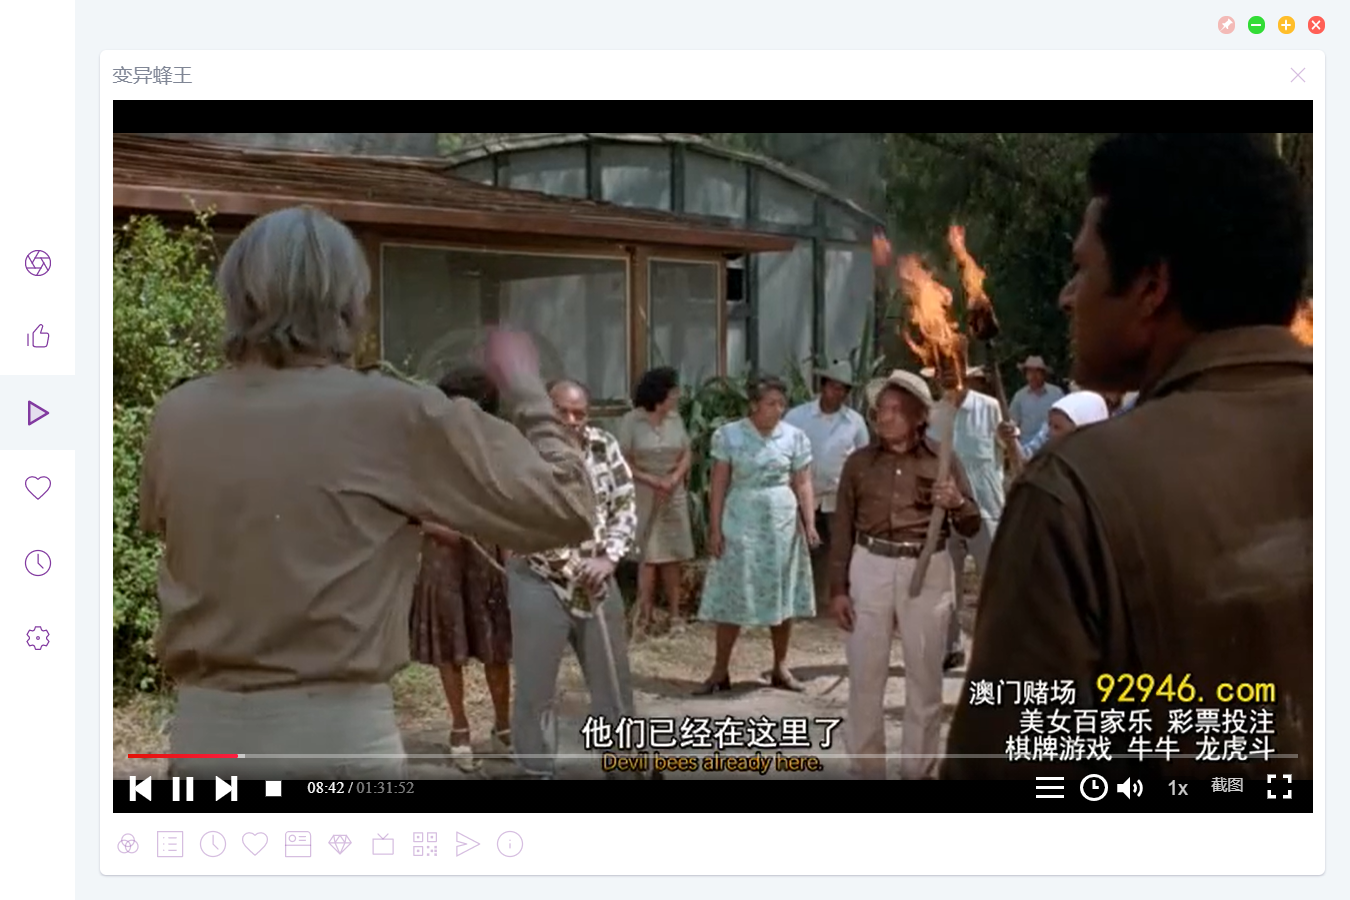 变异蜂王
澳门赌场 92946.com
美女百家乐 彩票投注
棋牌游戏 牛牛 龙虎斗
他们已经在这里了
Devil bees already here.
08:42 / 01:31:52
1x
截图